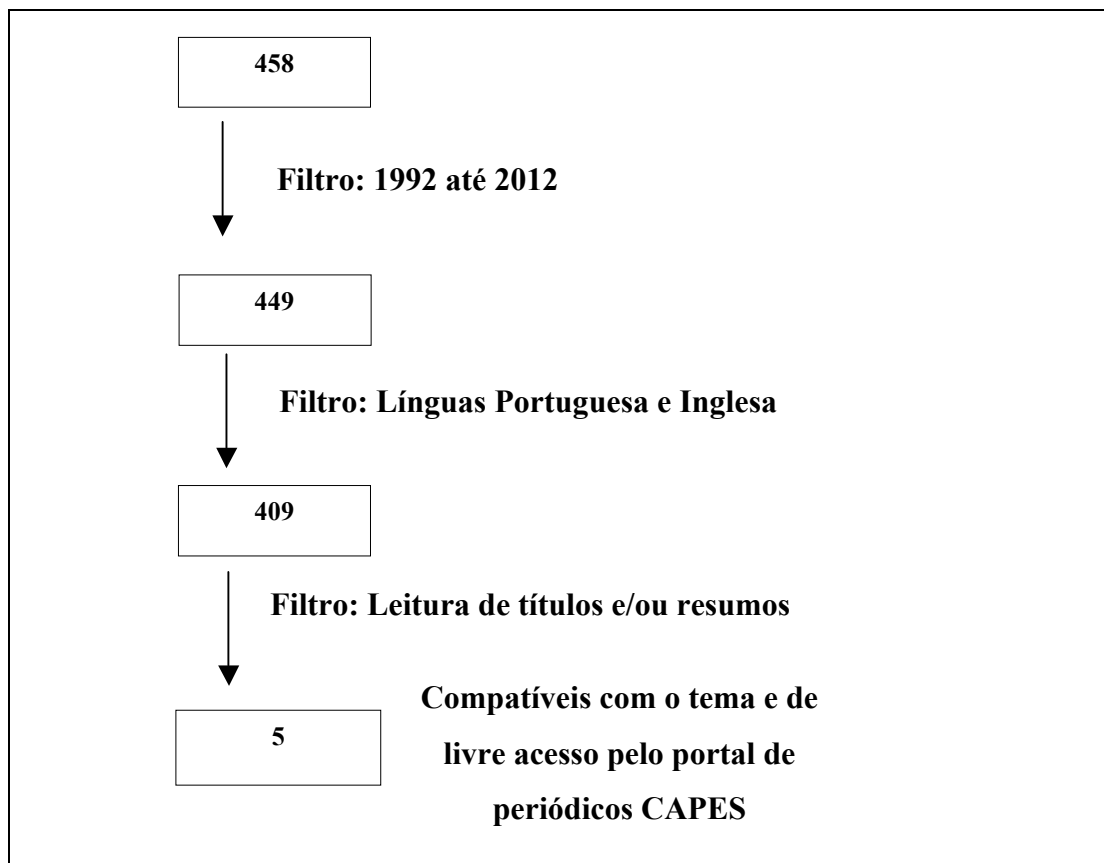 458
Filtro: 1992 até 2012
449
Filtro: Línguas Portuguesa e Inglesa
409
Filtro: Leitura de títulos e/ou resumos
5
Compatíveis com o tema e de
livre acesso pelo portal de
periódicos CAPES